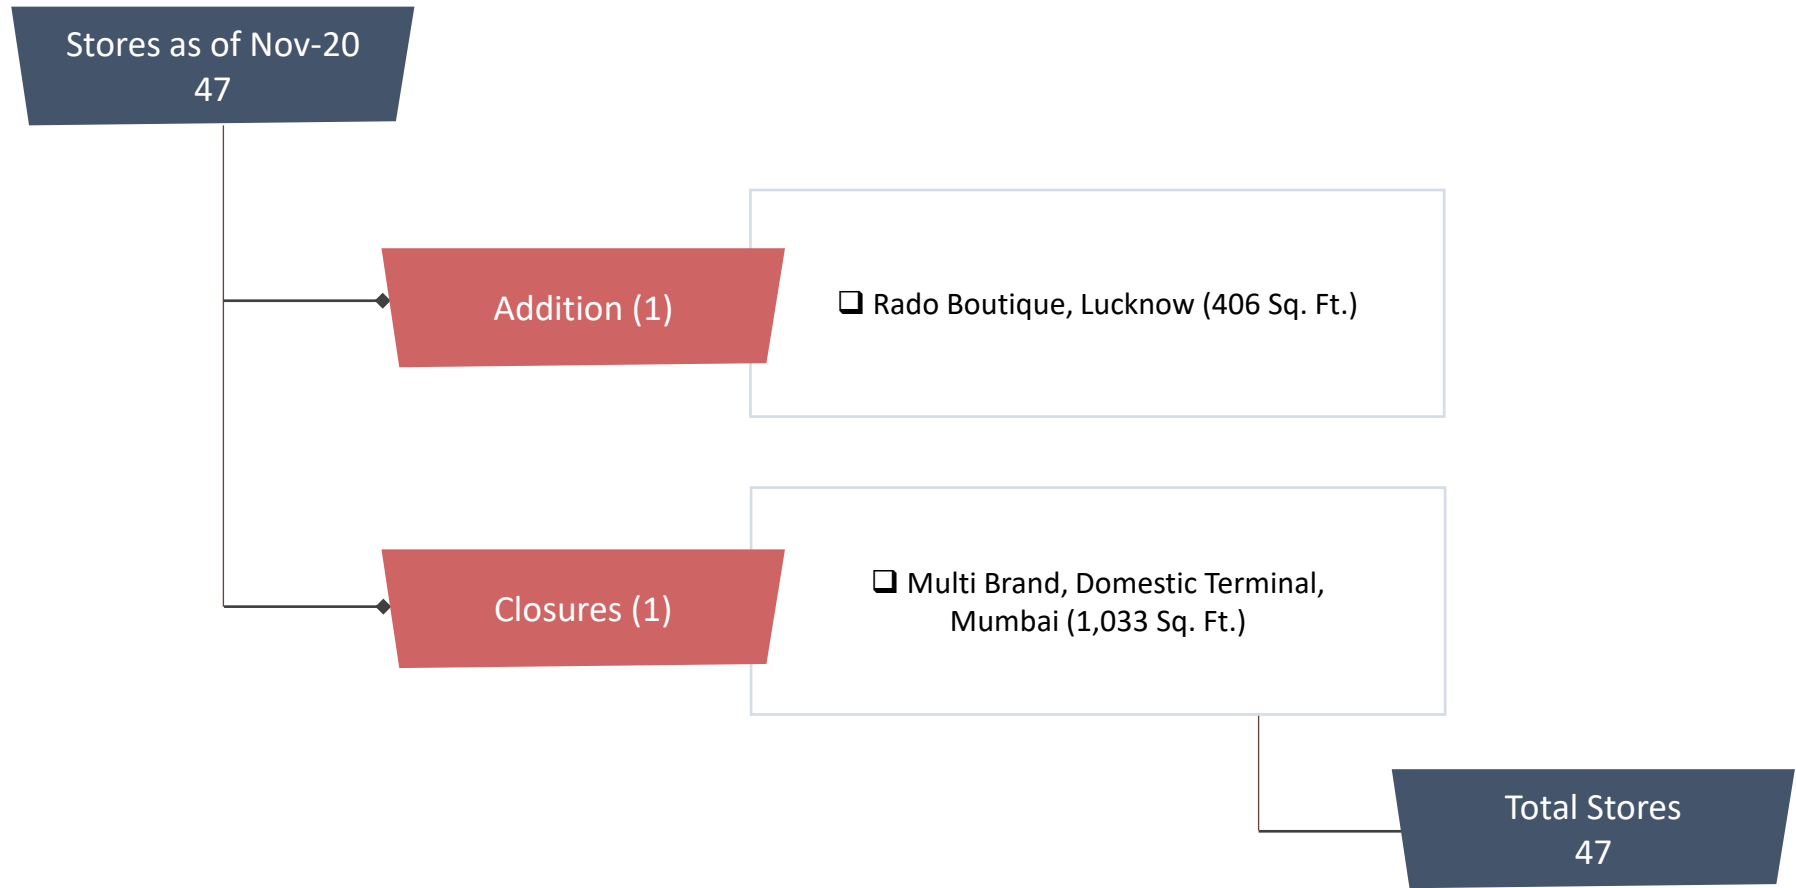 Stores as of Nov-20
47
Addition (1)
❑ Rado Boutique, Lucknow (406 Sq. Ft.)
Closures (1)
❑ Multi Brand, Domestic Terminal,
Mumbai (1,033 Sq. Ft.)
Total Stores
47